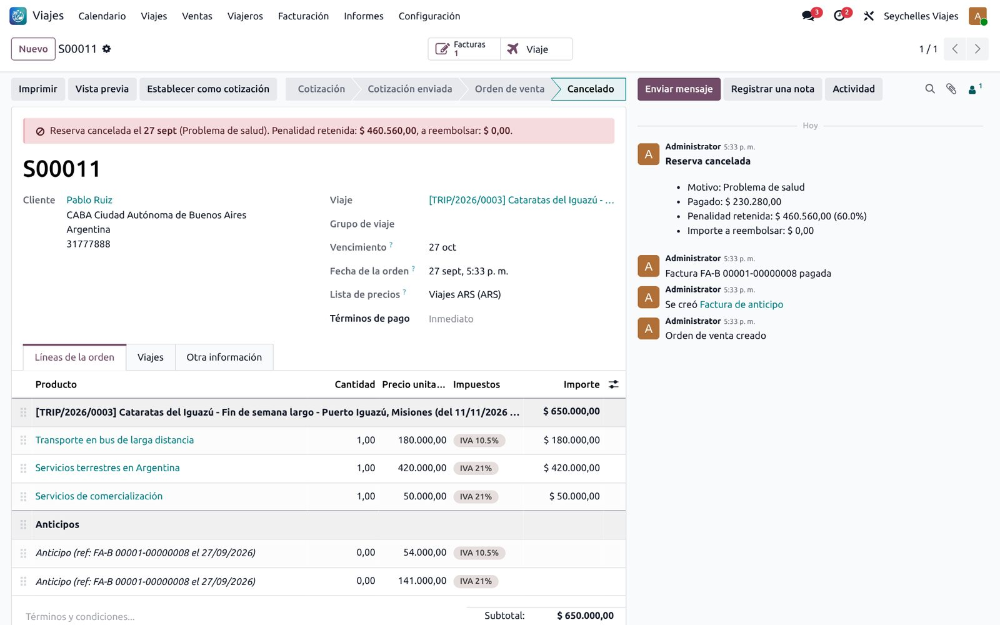 Viajes
Calendario
Viajes
Ventas
Viajeros
Facturación
Informes
Configuración
3
2
Seychelles Viajes
A
Nuevo
S00011
Facturas
1
Viaje
1 / 1
Imprimir
Vista previa
Establecer como cotización
Cotización
Cotización enviada
Orden de venta
Cancelado
Enviar mensaje
Registrar una nota
Actividad
1
Reserva cancelada el 27 sept (Problema de salud). Penalidad retenida: $ 460.560,00, a reembolsar: $ 0,00.
S00011
Cliente
Pablo Ruiz
CABA Ciudad Autónoma de Buenos Aires
Argentina
31777888
Viaje
[TRIP/2026/0003] Cataratas del Iguazú - ...
Grupo de viaje
Vencimiento ?
27 oct
Fecha de la orden ?
27 sept, 5:33 p. m.
Lista de precios ?
Viajes ARS (ARS)
Términos de pago
Inmediato
Líneas de la orden
Viajes
Otra información
Producto
Cantidad
Precio unita...
Impuestos
Importe
[TRIP/2026/0003] Cataratas del Iguazú - Fin de semana largo - Puerto Iguazú, Misiones (del 11/11/2026 ...
$ 650.000,00
Transporte en bus de larga distancia
1,00
180.000,00
IVA 10.5%
$ 180.000,00
Servicios terrestres en Argentina
1,00
420.000,00
IVA 21%
$ 420.000,00
Servicios de comercialización
1,00
50.000,00
IVA 21%
$ 50.000,00
Anticipos
Anticipo (ref: FA-B 00001-00000008 el 27/09/2026)
0,00
54.000,00
IVA 10.5%
Anticipo (ref: FA-B 00001-00000008 el 27/09/2026)
0,00
141.000,00
IVA 21%
Términos y condiciones...
Subtotal:
$ 650.000,00
Hoy
A
Administrator 5:33 p. m.
Reserva cancelada
• Motivo: Problema de salud
• Pagado: $ 230.280,00
• Penalidad retenida: $ 460.560,00 (60.0%)
• Importe a reembolsar: $ 0,00
A
Administrator 5:33 p. m.
Factura FA-B 00001-00000008 pagada
A
Administrator 5:33 p. m.
Se creó Factura de anticipo
A
Administrator 5:33 p. m.
Orden de venta creado